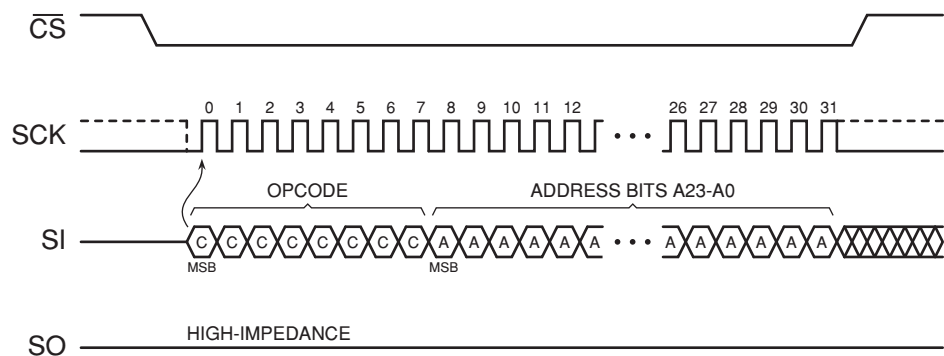 CS
SCK
0 1 2 3 4 5 6 7 8 9 10 11 12 26 27 28 29 30 31
OPCODE ADDRESS BITS A23-A0
SI
C C C C C C C C A A A A A A A A A A A A
MSB MSB
SO
HIGH-IMPEDANCE